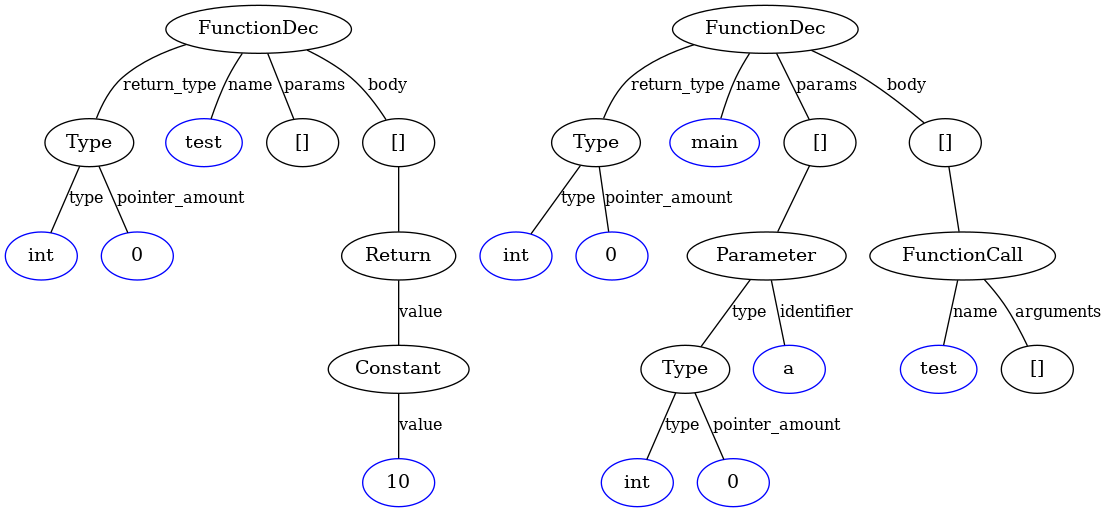 FunctionDec FunctionDec
return_type name params body return_type name params body
Type test [] [] Type main [] []
type pointer_amount type pointer_amount
int 0 Return int 0 Parameter FunctionCall
value type identifier name arguments
Constant Type a test []
value type pointer_amount
10 int 0